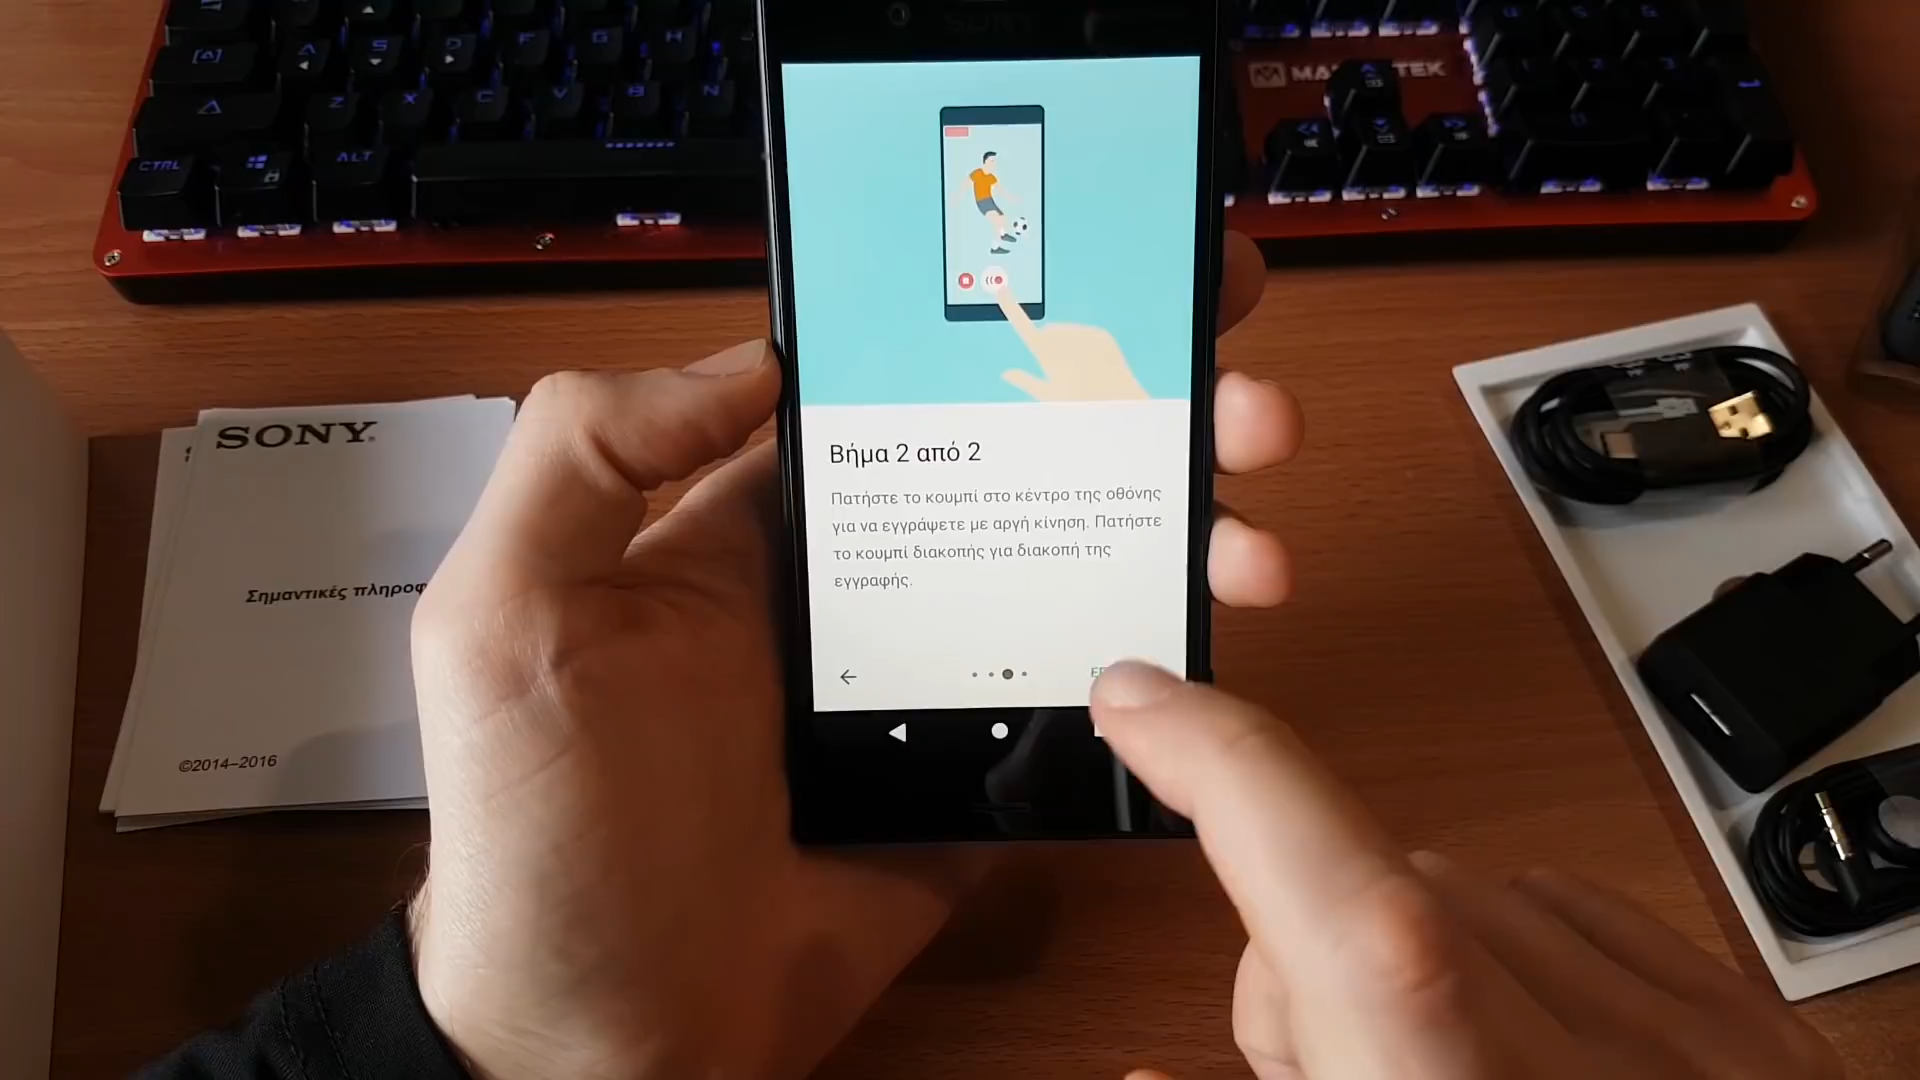 SONY
A S D F G H
Z X C V B N
CTRL
ALT
SONY
Σημαντικές
©2014–2016
Βήμα 2 από 2
Πατήστε το κουμπί στο κέντρο της οθόνης
για να εγγράψετε με αργή κίνηση. Πατήστε
το κουμπί διακοπής για διακοπή της
εγγραφής.